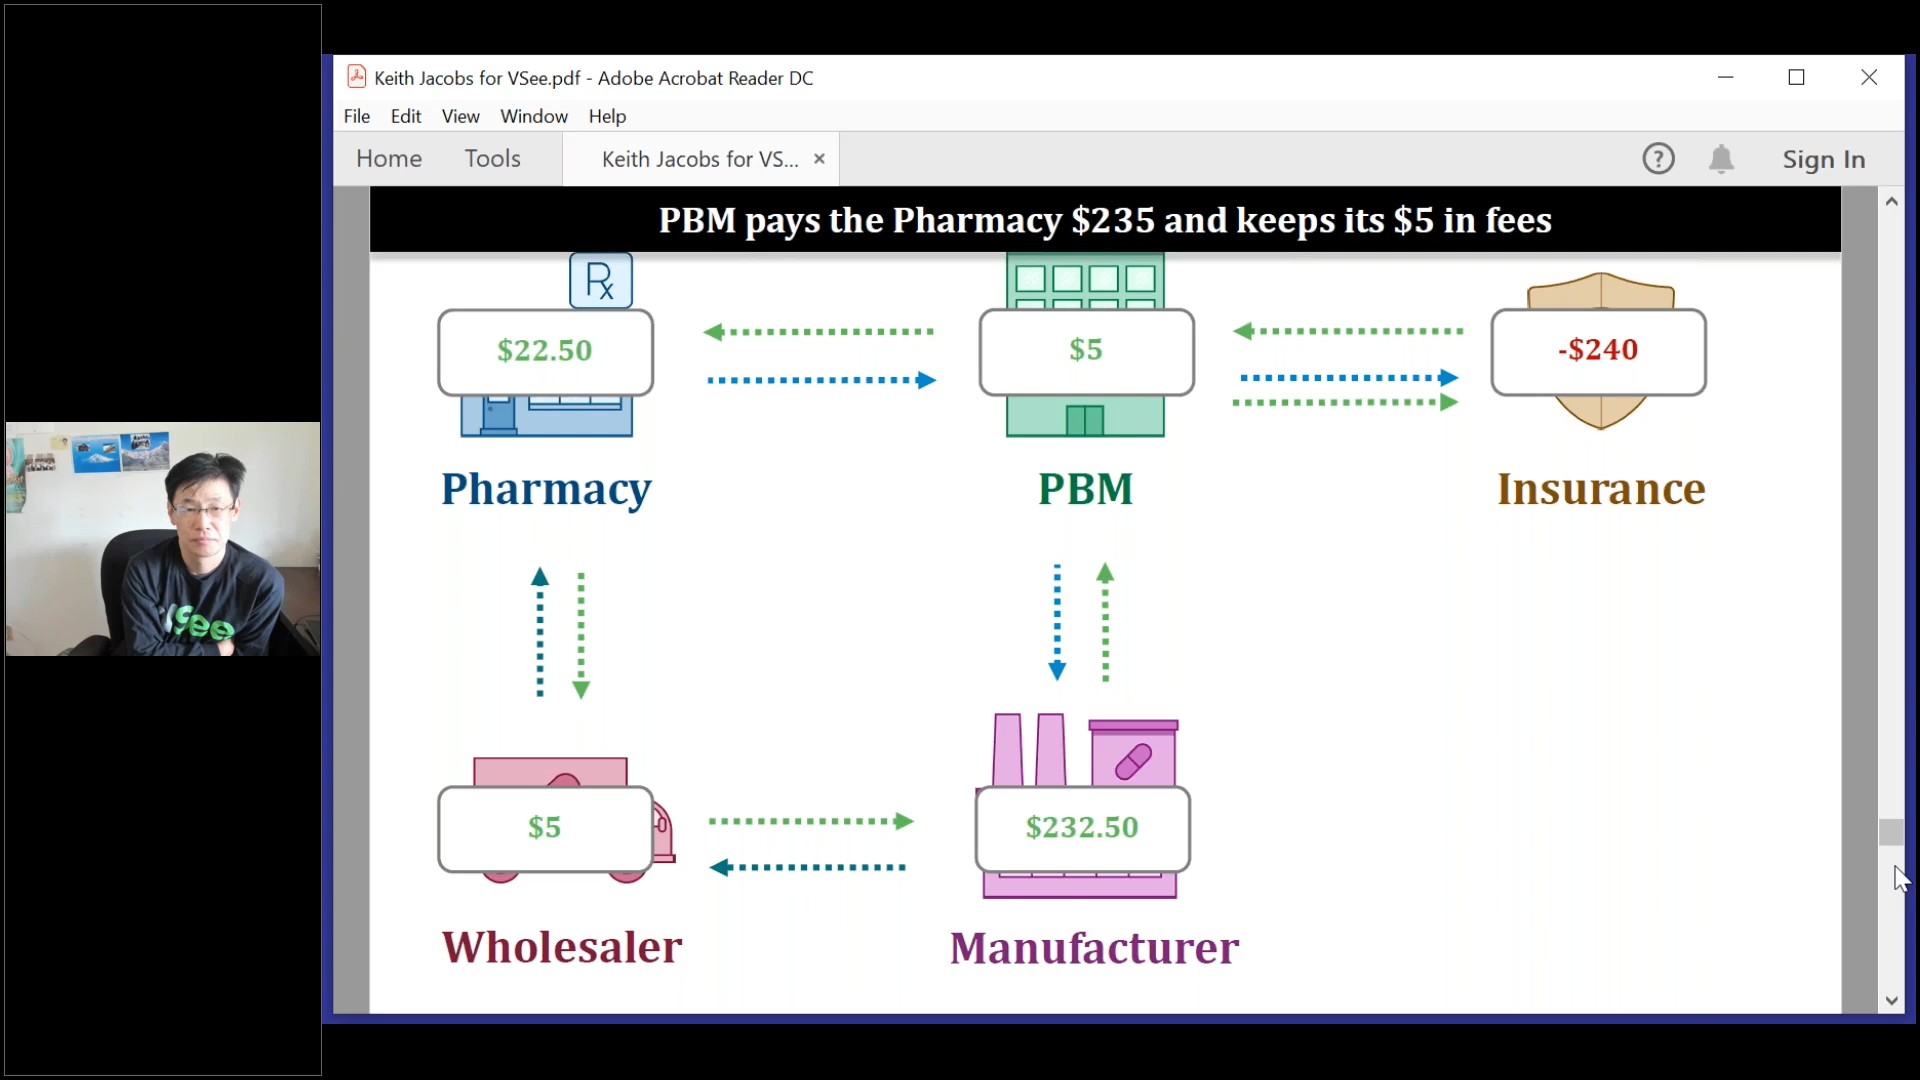 Keith Jacobs for VSee.pdf - Adobe Acrobat Reader DC
File Edit View Window Help
Home Tools Keith Jacobs for VS... × ? Sign In
PBM pays the Pharmacy $235 and keeps its $5 in fees
Rx
$22.50 $5 -$240
Pharmacy PBM Insurance
$5 $232.50
Wholesaler Manufacturer